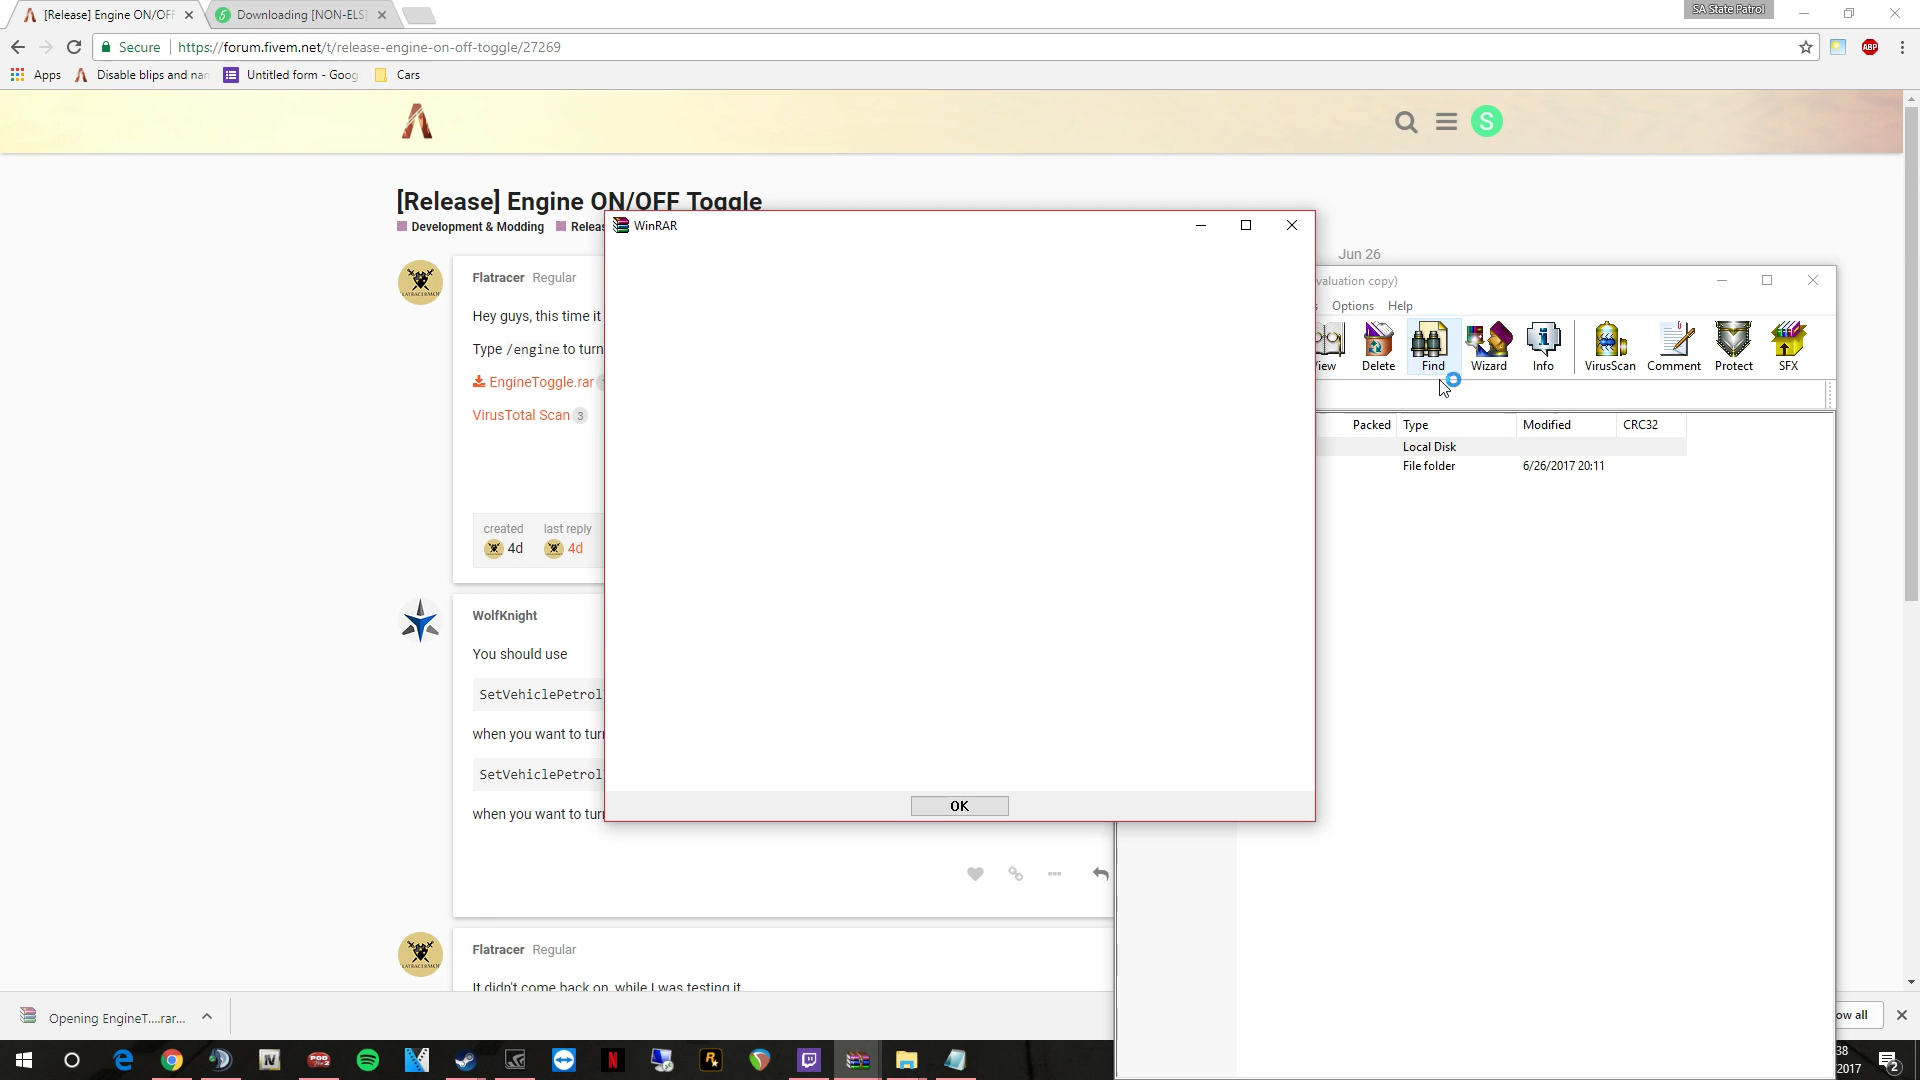 [Release] Engine ON/OFF
Downloading [NON-ELS]
SA State Patrol
Secure
https://forum.fivem.net/t/release-engine-on-off-toggle/27269
ABP
Apps
Disable blips and nan
Untitled form - Goog
Cars
S
[Release] Engine ON/OFF Toggle
Development & Modding
Releas
WinRAR
Jun 26
valuation copy)
Flatracer Regular
Options
Help
Hey guys, this time it
Type /engine to turn
iew
Delete
Find
Wizard
Info
VirusScan
Comment
Protect
SFX
EngineToggle.rar
VirusTotal Scan 3
Packed
Type
Modified
CRC32
Local Disk
File folder
6/26/2017 20:11
created
last reply
4d
4d
WolfKnight
You should use
SetVehiclePetrol
when you want to tur
SetVehiclePetrol
when you want to tur
OK
Flatracer Regular
It didn't come back on, while I was testing it
Opening EngineT....rar...
ow all
38
2017
2